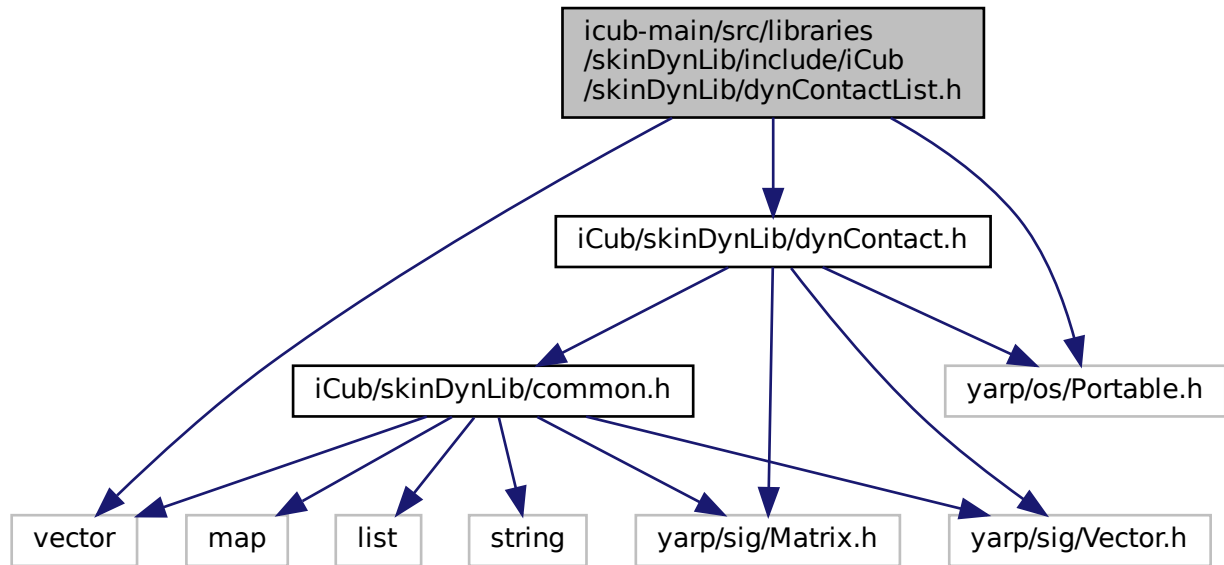 icub-main/src/libraries
/skinDynLib/include/iCub
/skinDynLib/dynContactList.h
iCub/skinDynLib/dynContact.h
iCub/skinDynLib/common.h
yarp/os/Portable.h
vector
map
list
string
yarp/sig/Matrix.h
yarp/sig/Vector.h